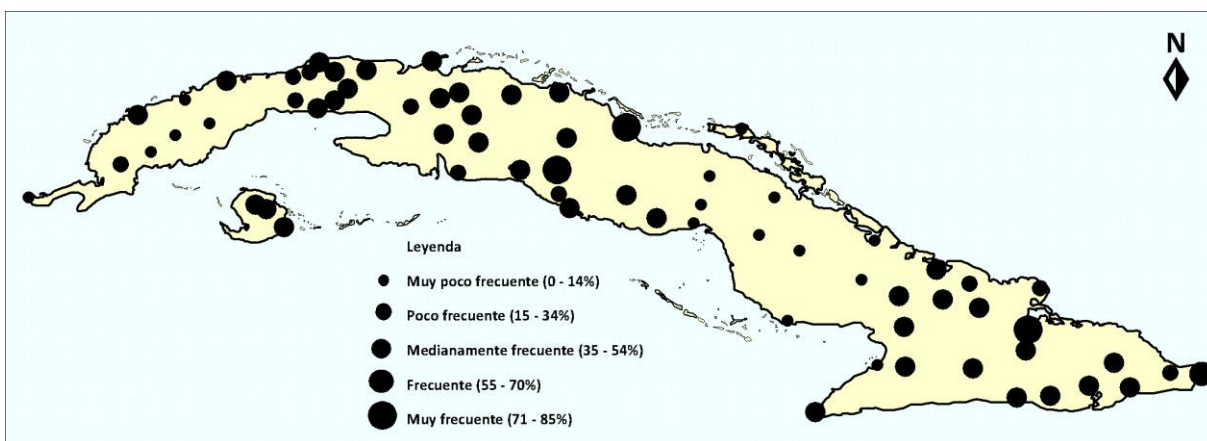 N
Leyenda
Muy poco frecuente (0 - 14%)
Poco frecuente (15 - 34%)
Medianamente frecuente (35 - 54%)
Frecuente (55 - 70%)
Muy frecuente (71 - 85%)